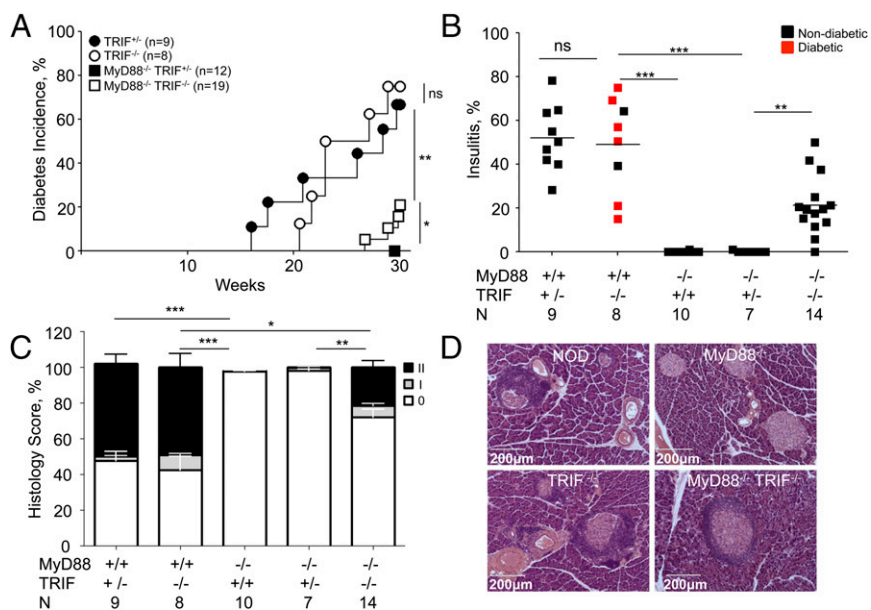 A
TRIF+/- (n=9)
TRIF-/- (n=8)
MyD88-/- TRIF+/- (n=12)
MyD88-/- TRIF-/- (n=19)
Diabetes Incidence, %
100
80
60
40
20
0
10
20
30
Weeks
ns
**
*
B
Non-diabetic
Diabetic
ns
***
***
**
Insulitis, %
100
80
60
40
20
0
MyD88 +/+ +/+ -/- -/- -/-
TRIF +/- -/- +/+ +/- -/-
N 9 8 10 7 14
C
***
*
***
**
II
I
0
Histology Score, %
120
100
80
60
40
20
0
MyD88 +/+ +/+ -/- -/- -/-
TRIF +/- -/- +/+ +/- -/-
N 9 8 10 7 14
D
NOD
200μm
MyD88-/-
200μm
TRIF-/-
200μm
MyD88-/- TRIF-/-
200μm